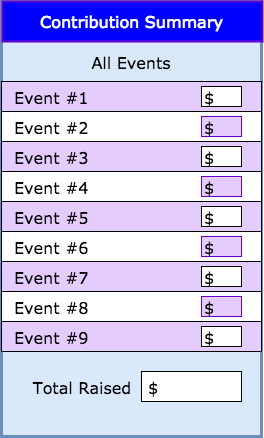 Contribution Summary
All Events
Event #1 $
Event #2 $
Event #3 $
Event #4 $
Event #5 $
Event #6 $
Event #7 $
Event #8 $
Event #9 $
Total Raised $